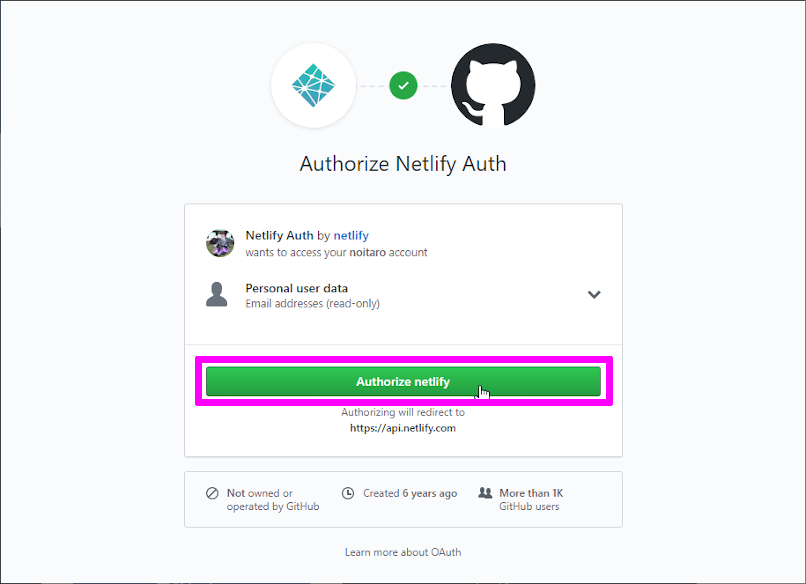 Authorize Netlify Auth
Netlify Auth by netlify
wants to access your noitaro account
Personal user data
Email addresses (read-only)
Authorize netlify
Authorizing will redirect to
https://api.netlify.com
Not owned or
operated by GitHub
Created 6 years ago
More than 1K
GitHub users
Learn more about OAuth